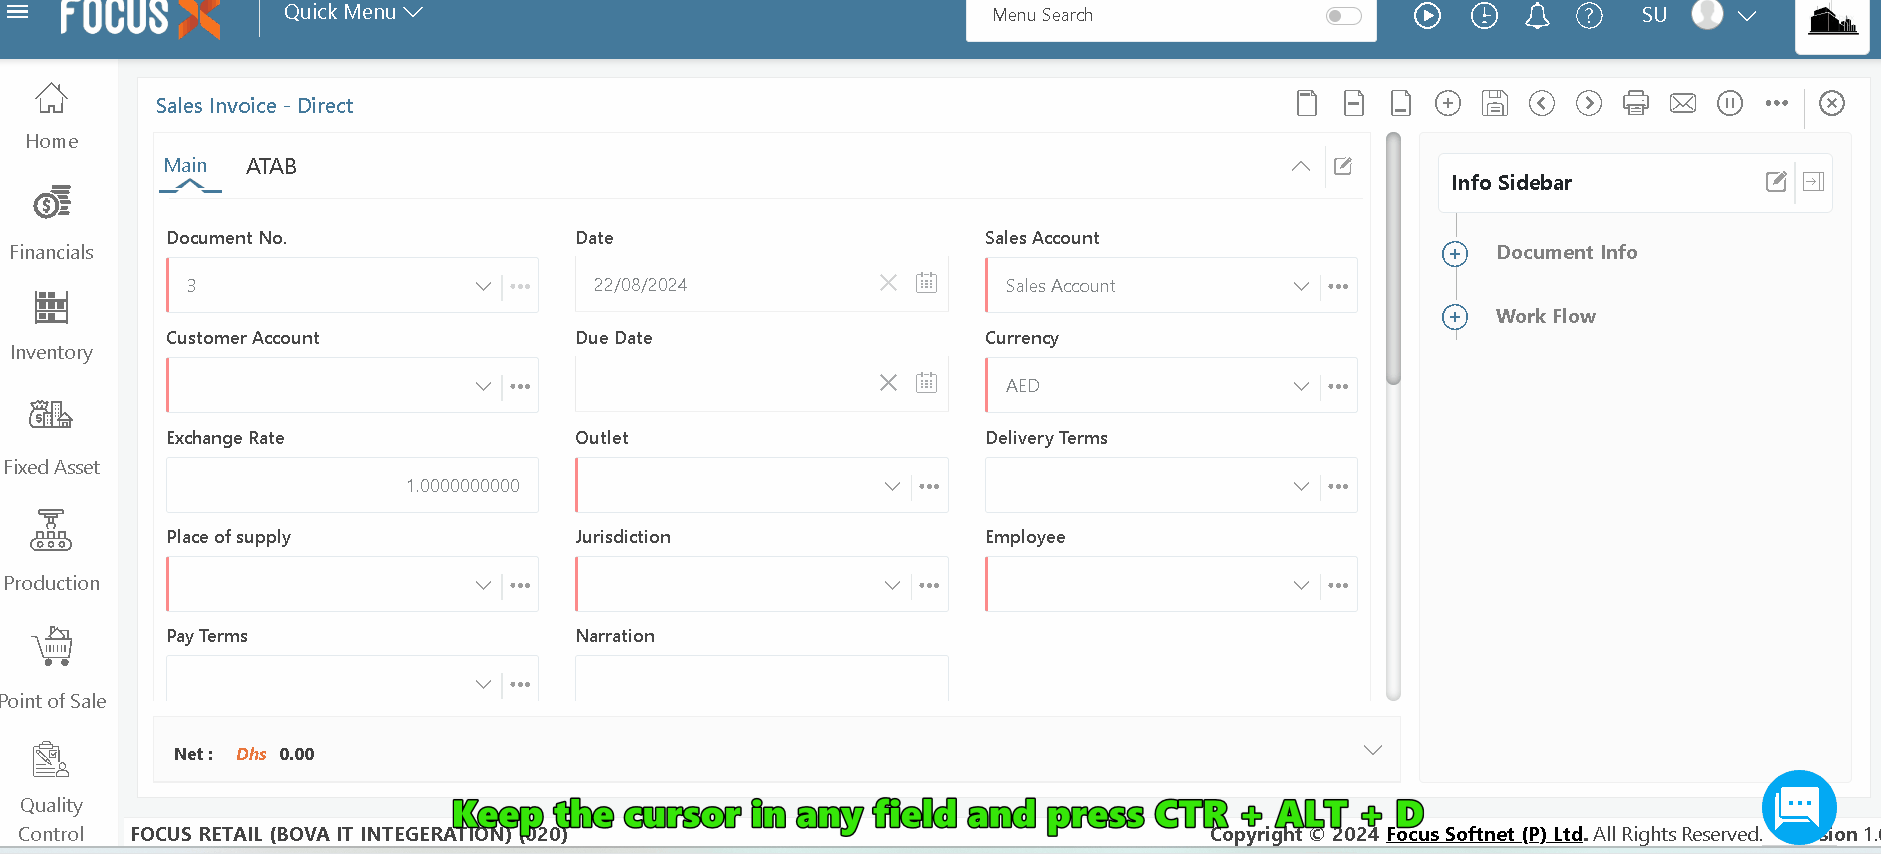 FOCUS X
Quick Menu
Menu Search
SU
Home
Financials
Inventory
Fixed Asset
Production
Point of Sale
Quality
Control
Sales Invoice - Direct
Main
ATAB
Document No.
3
Date
22/08/2024
Sales Account
Sales Account
Customer Account
Due Date
Currency
AED
Exchange Rate
1.0000000000
Outlet
Delivery Terms
Place of supply
Jurisdiction
Employee
Pay Terms
Narration
Net : Dhs 0.00
Info Sidebar
Document Info
Work Flow
Keep the cursor in any field and press CTR + ALT + D
FOCUS RETAIL (BOVA IT INTEGERATION) (020)
Copyright © 2024 Focus Softnet (P) Ltd. All Rights Reserved.